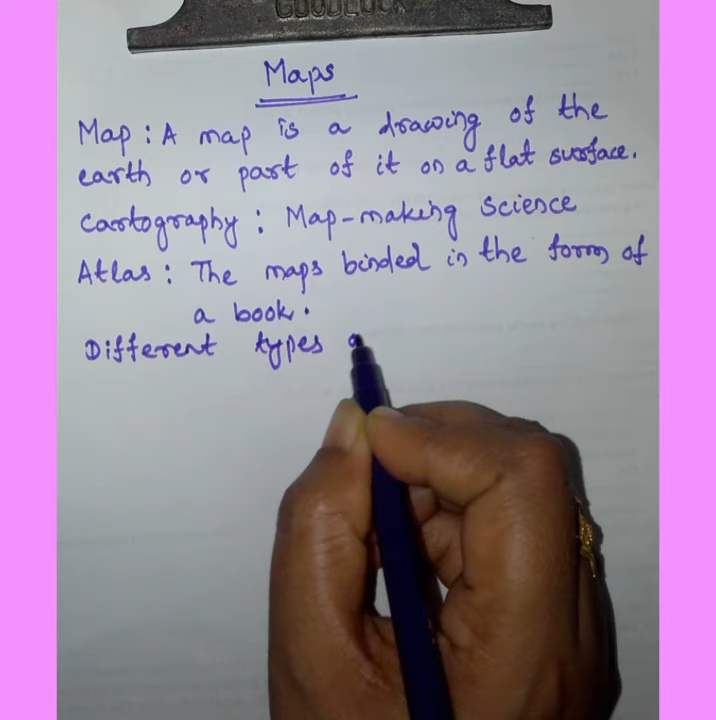 GOODLUCK
Maps
Map : A map is a drawing of the
earth or part of it on a flat surface.
Cartography : Map-making science
Atlas : The maps binded in the form of
a book.
Different types o